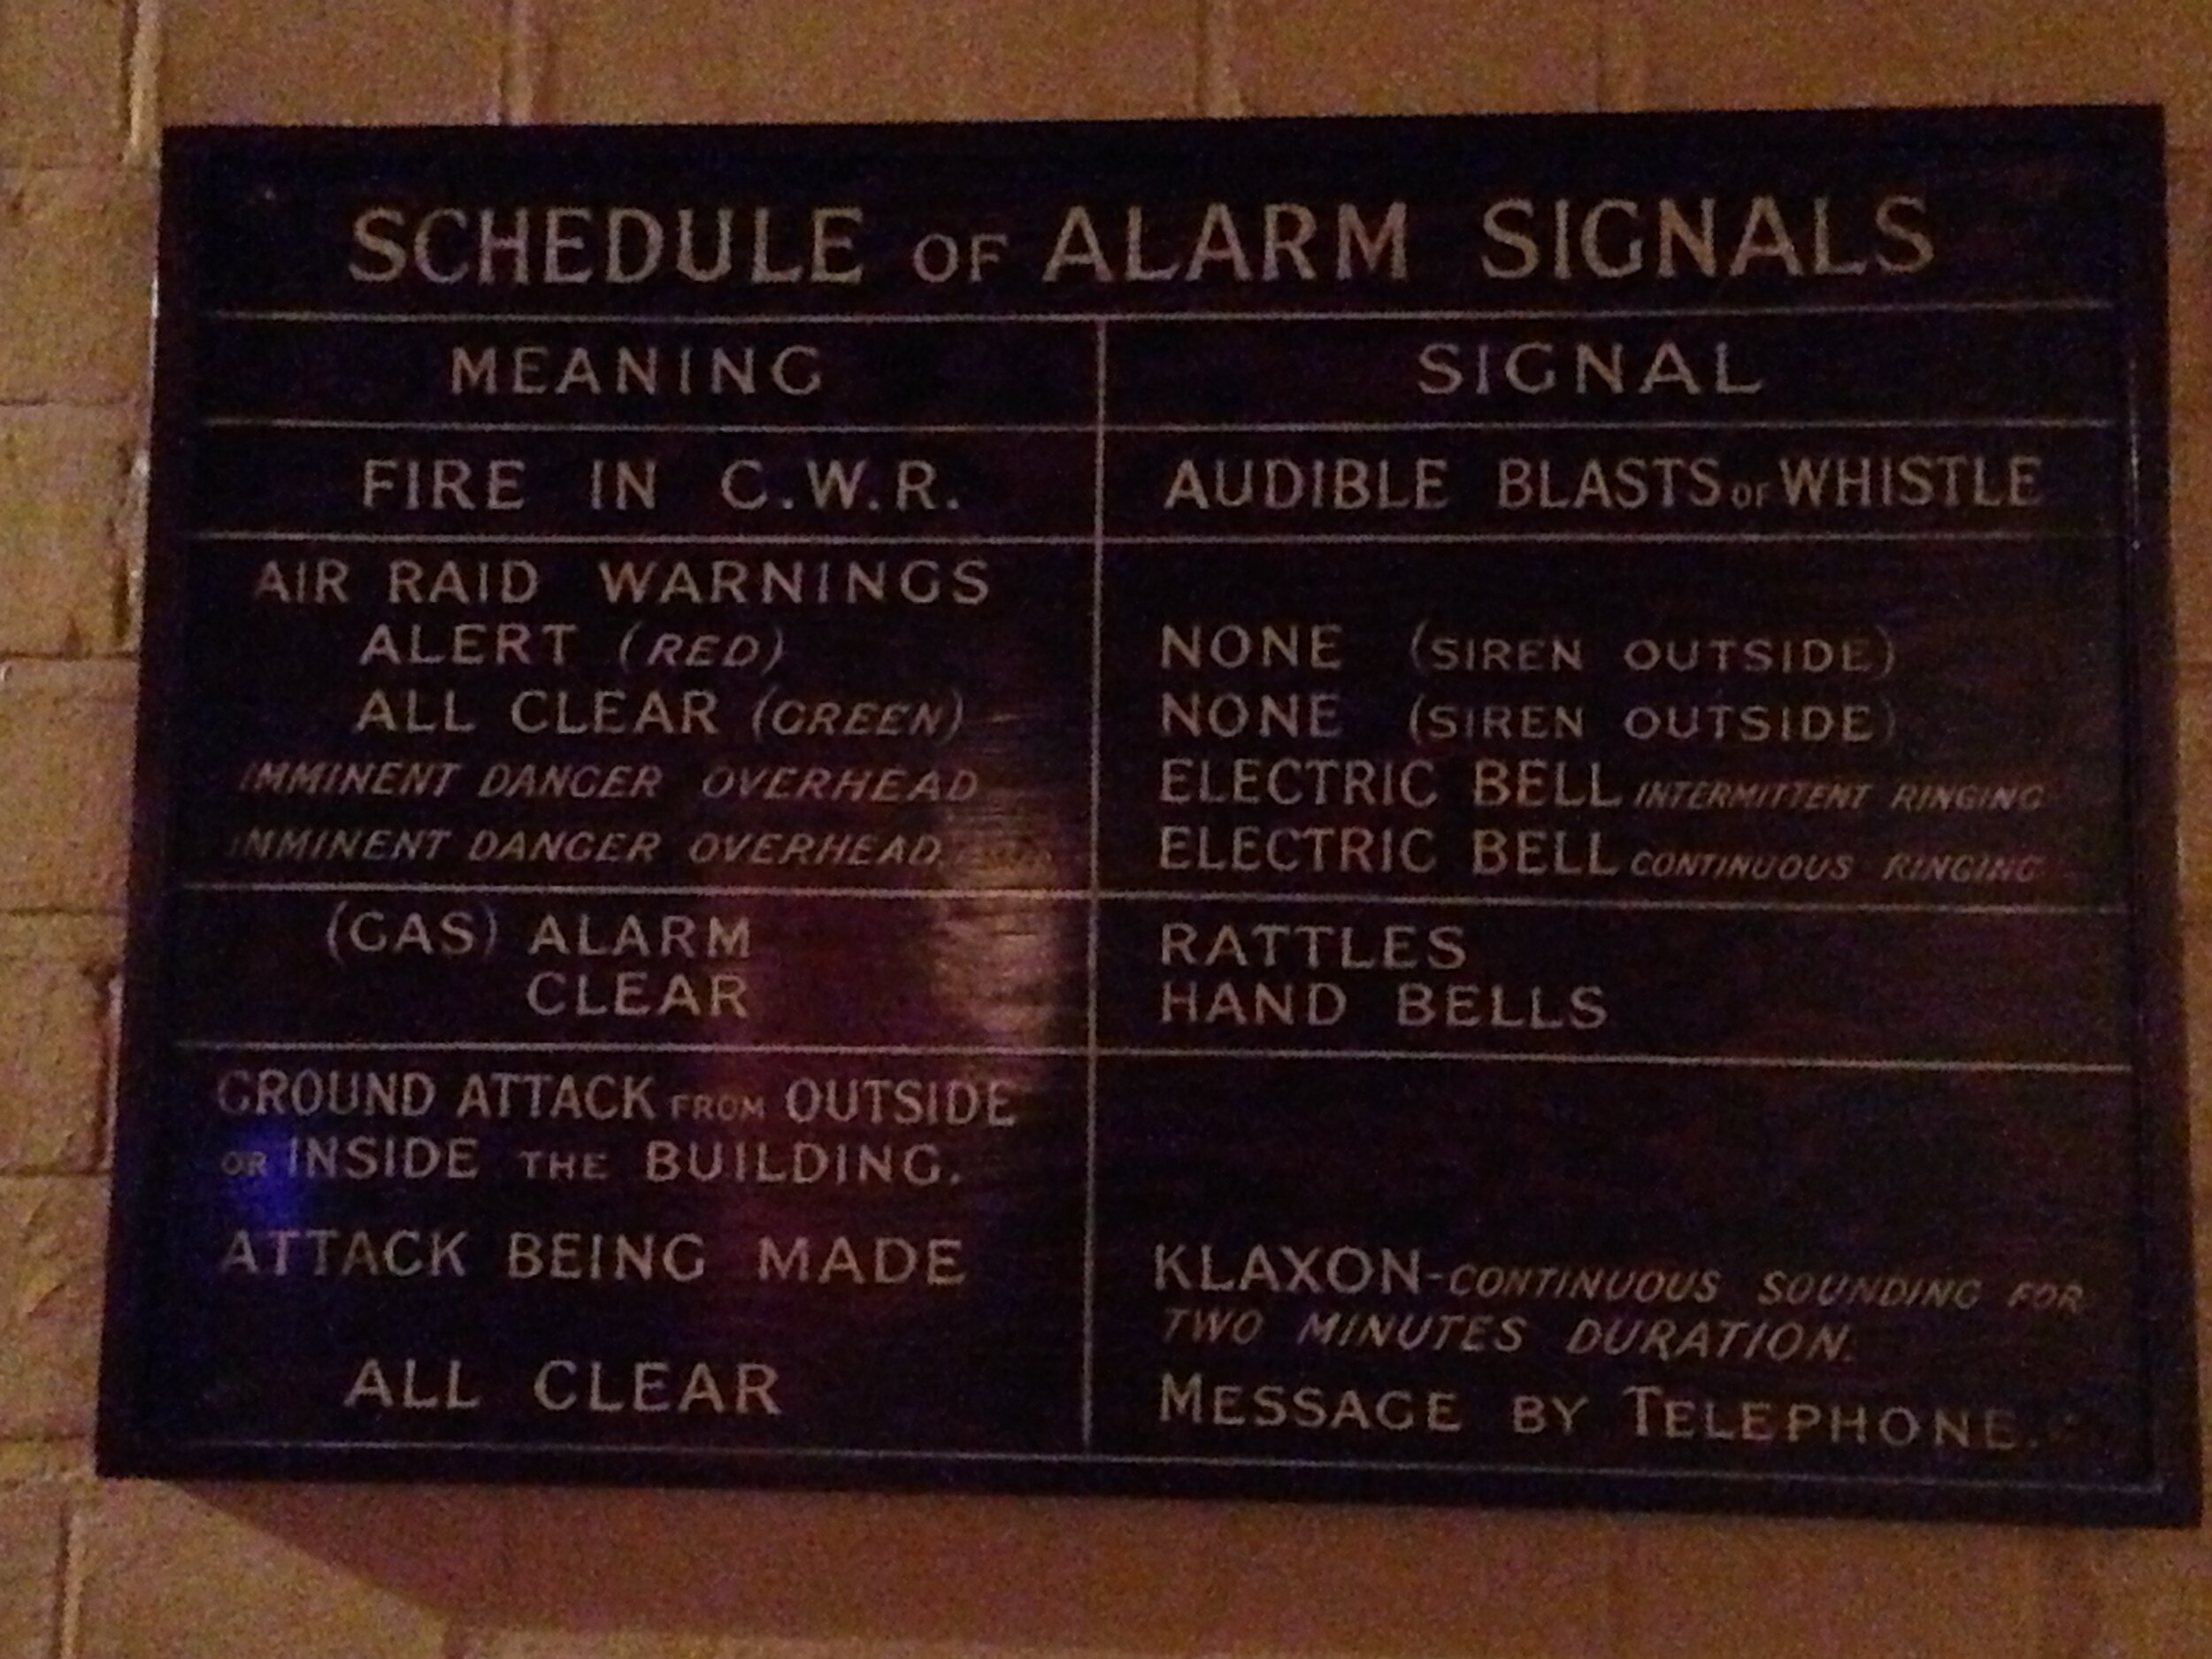 SCHEDULE OF ALARM SIGNALS
MEANING SIGNAL
FIRE IN C.W.R. AUDIBLE BLASTS OF WHISTLE
AIR RAID WARNINGS
ALERT (RED) NONE (SIREN OUTSIDE)
ALL CLEAR (GREEN) NONE (SIREN OUTSIDE)
IMMINENT DANGER OVERHEAD ELECTRIC BELL INTERMITTENT RINGING
IMMINENT DANGER OVERHEAD ELECTRIC BELL CONTINUOUS RINGING
(GAS) ALARM RATTLES
CLEAR HAND BELLS
GROUND ATTACK FROM OUTSIDE
OR INSIDE THE BUILDING.
ATTACK BEING MADE KLAXON-CONTINUOUS SOUNDING FOR
TWO MINUTES DURATION.
ALL CLEAR MESSAGE BY TELEPHONE.